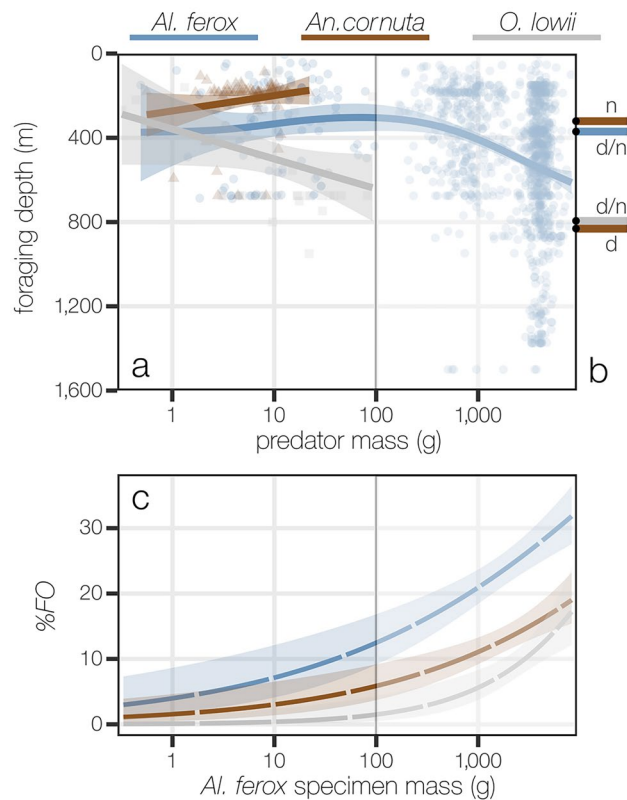 Al. ferox An.cornuta O. lowii
0
400
800
1,200
1,600
foraging depth (m)
a
b
n
d/n
d/n
d
1 10 100 1,000
predator mass (g)
c
30
20
10
0
%FO
1 10 100 1,000
Al. ferox specimen mass (g)